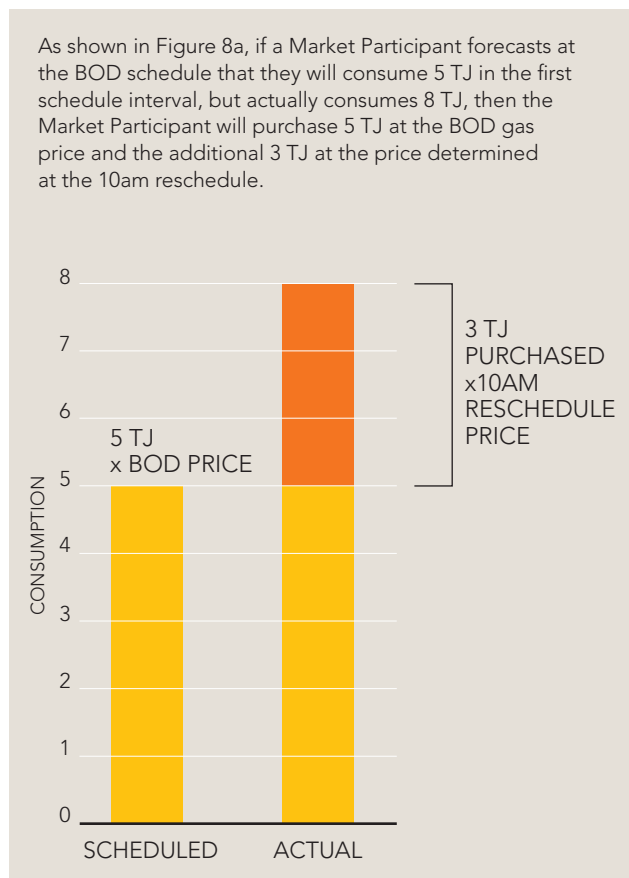 As shown in Figure 8a, if a Market Participant forecasts at
the BOD schedule that they will consume 5 TJ in the first
schedule interval, but actually consumes 8 TJ, then the
Market Participant will purchase 5 TJ at the BOD gas
price and the additional 3 TJ at the price determined
at the 10am reschedule.
8
7
6
5
4
3
2
1
0
CONSUMPTION
5 TJ
x BOD PRICE
3 TJ
PURCHASED
x10AM
RESCHEDULE
PRICE
SCHEDULED
ACTUAL